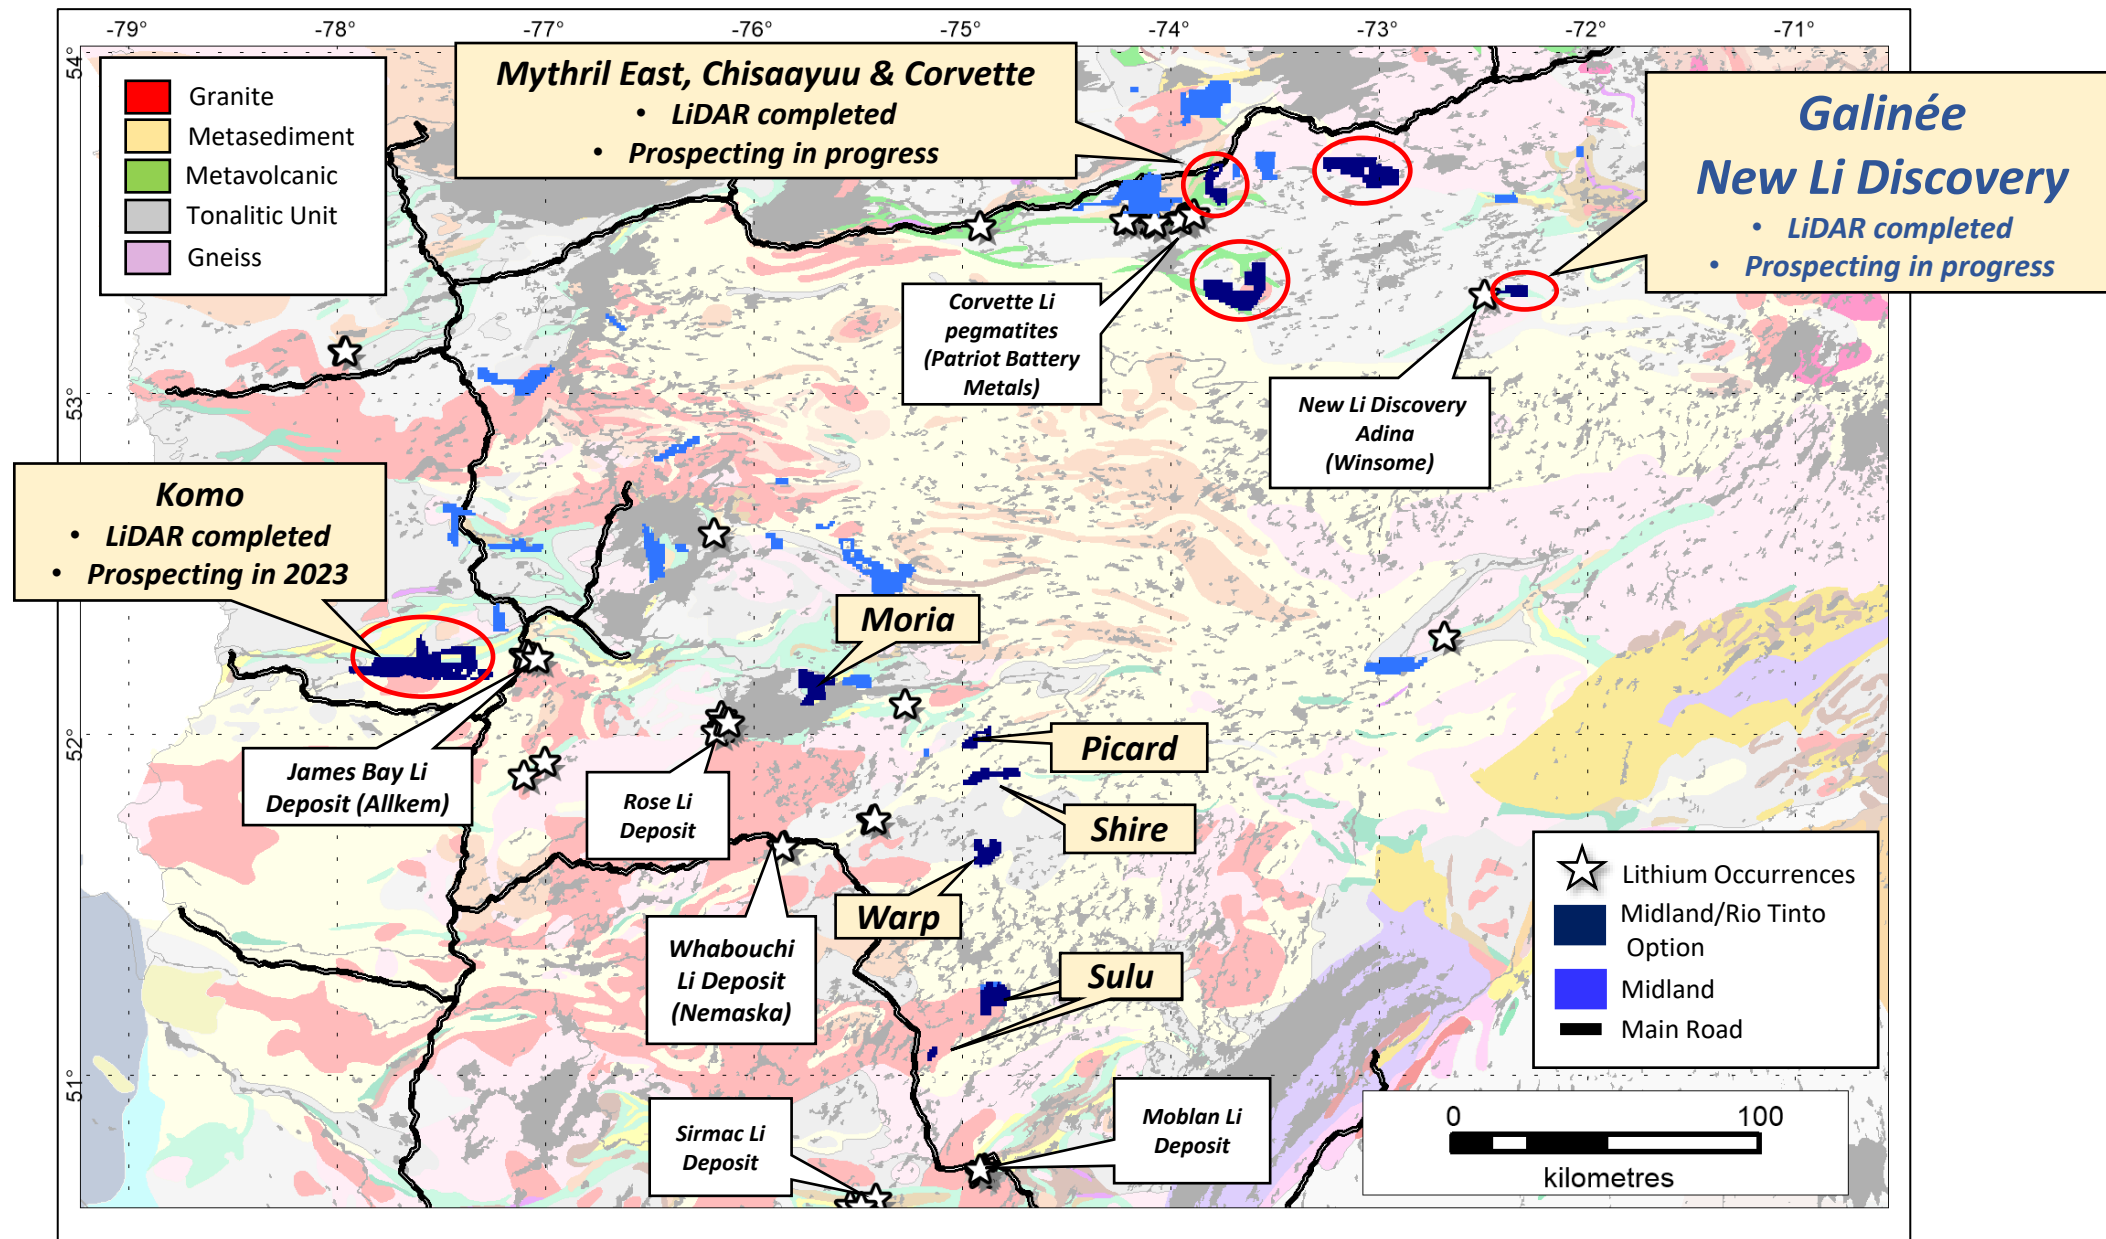 -79°
-78°
-77°
-76°
-75°
-74°
-73°
-72°
-71°
54°
53°
52°
51°
Granite
Metasediment
Metavolcanic
Tonalitic Unit
Gneiss
Mythril East, Chisaayuu & Corvette
• LiDAR completed
• Prospecting in progress
Galinée
New Li Discovery
• LiDAR completed
• Prospecting in progress
Corvette Li
pegmatites
(Patriot Battery
Metals)
New Li Discovery
Adina
(Winsome)
Komo
• LiDAR completed
• Prospecting in 2023
Moria
James Bay Li
Deposit (Allkem)
Rose Li
Deposit
Picard
Shire
Warp
Whabouchi
Li Deposit
(Nemaska)
Sulu
Sirmac Li
Deposit
Moblan Li
Deposit
Lithium Occurrences
Midland/Rio Tinto
Option
Midland
Main Road
0
100
kilometres